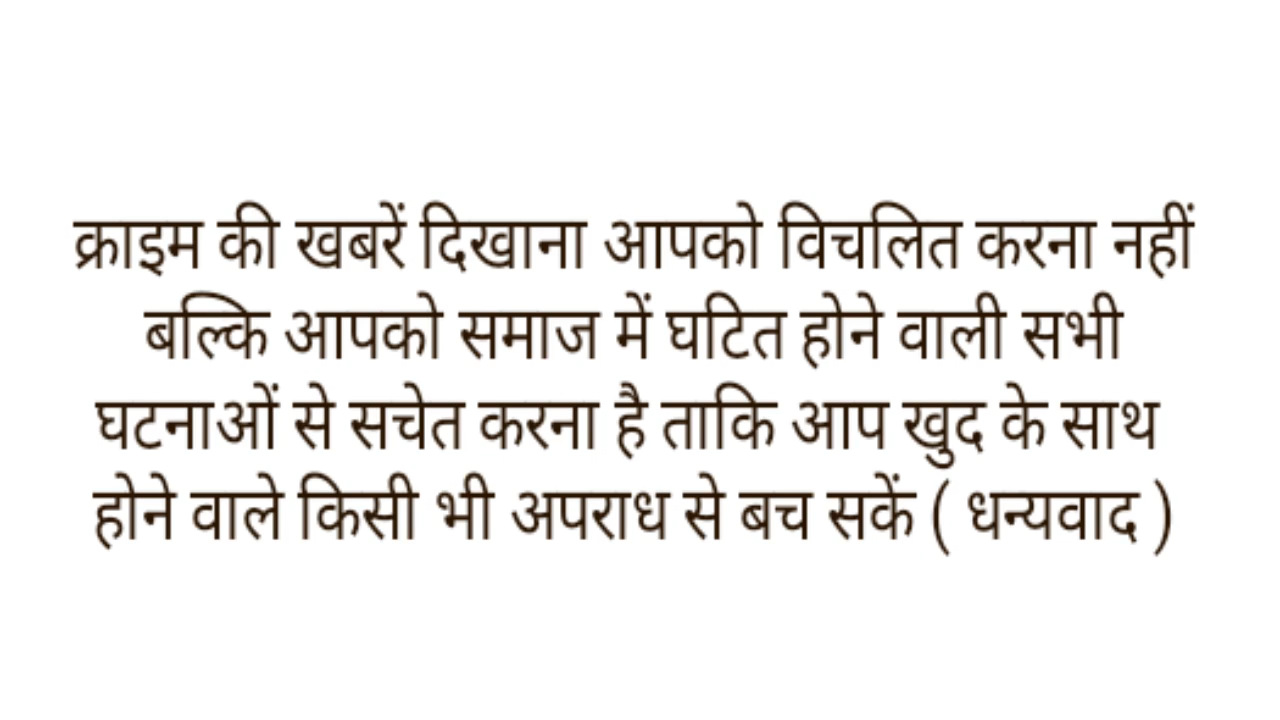 क्राइम की खबरें दिखाना आपको विचलित करना नहीं
बल्कि आपको समाज में घटित होने वाली सभी
घटनाओं से सचेत करना है ताकि आप खुद के साथ
होने वाले किसी भी अपराध से बच सकें ( धन्यवाद )